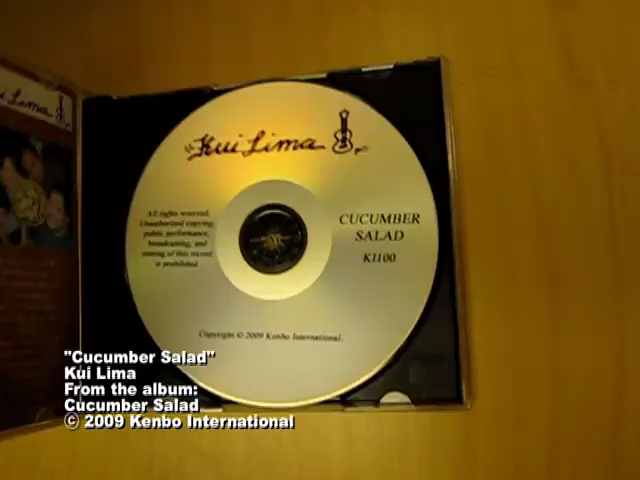 Lima
Kui Lima
All rights reserved.
Unauthorized copying,
public performance,
broadcasting, and
of this record
is prohibited
CUCUMBER
SALAD
KI100
Copyright © 2009 Kenbo International.
"Cucumber Salad"
Kui Lima
From the album:
Cucumber Salad
© 2009 Kenbo International